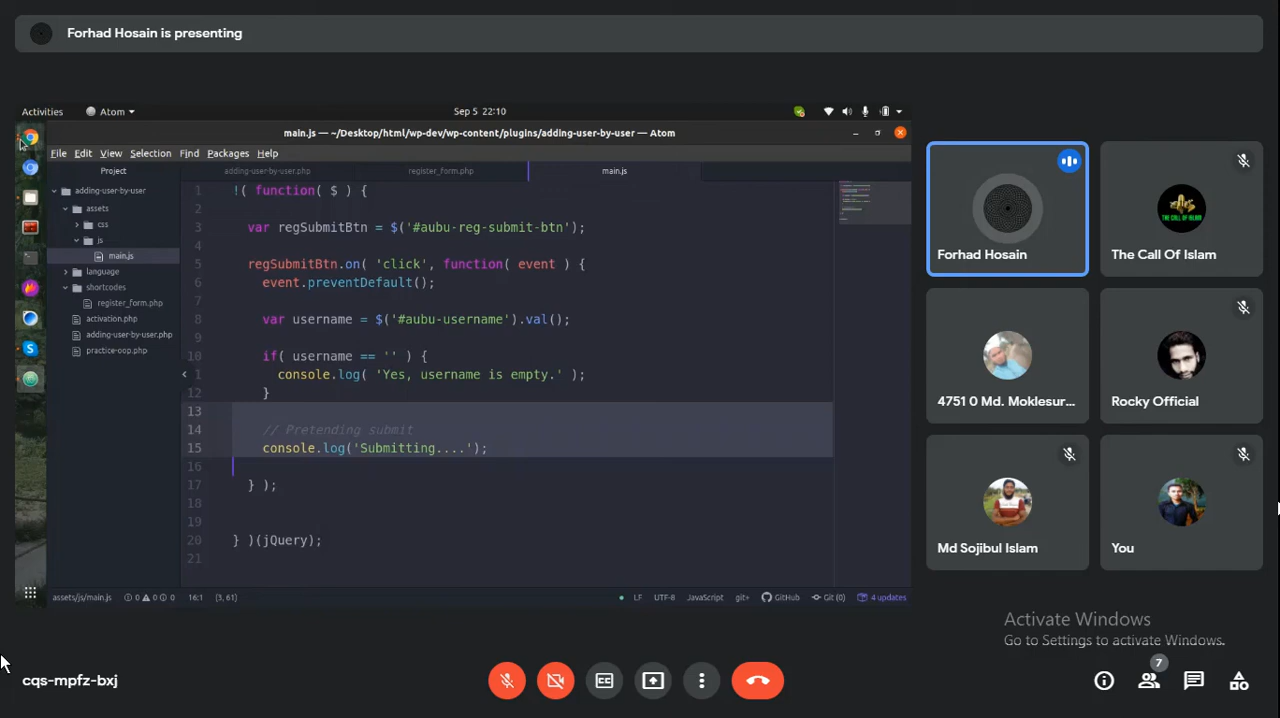 Forhad Hosain is presenting
Activities
Atom
Sep 5 22:10
main.js — ~/Desktop/html/wp-dev/wp-content/plugins/adding-user-by-user — Atom
File Edit View Selection Find Packages Help
Project
adding-user-by-user.php
register_form.php
main.js
adding-user-by-user
assets
css
js
main.js
language
shortcodes
register_form.php
activation.php
adding-user-by-user.php
practice-oop.php
1 !( function( $ ) {
2
3 var regSubmitBtn = $('#aubu-reg-submit-btn');
4
5 regSubmitBtn.on( 'click', function( event ) {
6 event.preventDefault();
7
8 var username = $('#aubu-username').val();
9
10 if( username == '' ) {
1 console.log( 'Yes, username is empty.' );
12 }
13
14 // Pretending submit
15 console.log('Submitting....');
16
17 } );
18
19
20 } )(jQuery);
21
assets/js/main.js 0 0 0 16:1 (3, 61)
LF UTF-8 JavaScript git+ GitHub Git (0) 4 updates
Forhad Hosain
THE CALL OF ISLAM
The Call Of Islam
4751 0 Md. Moklesur...
Rocky Official
Md Sojibul Islam
You
Activate Windows
Go to Settings to activate Windows.
cqs-mpfz-bxj
CC
7